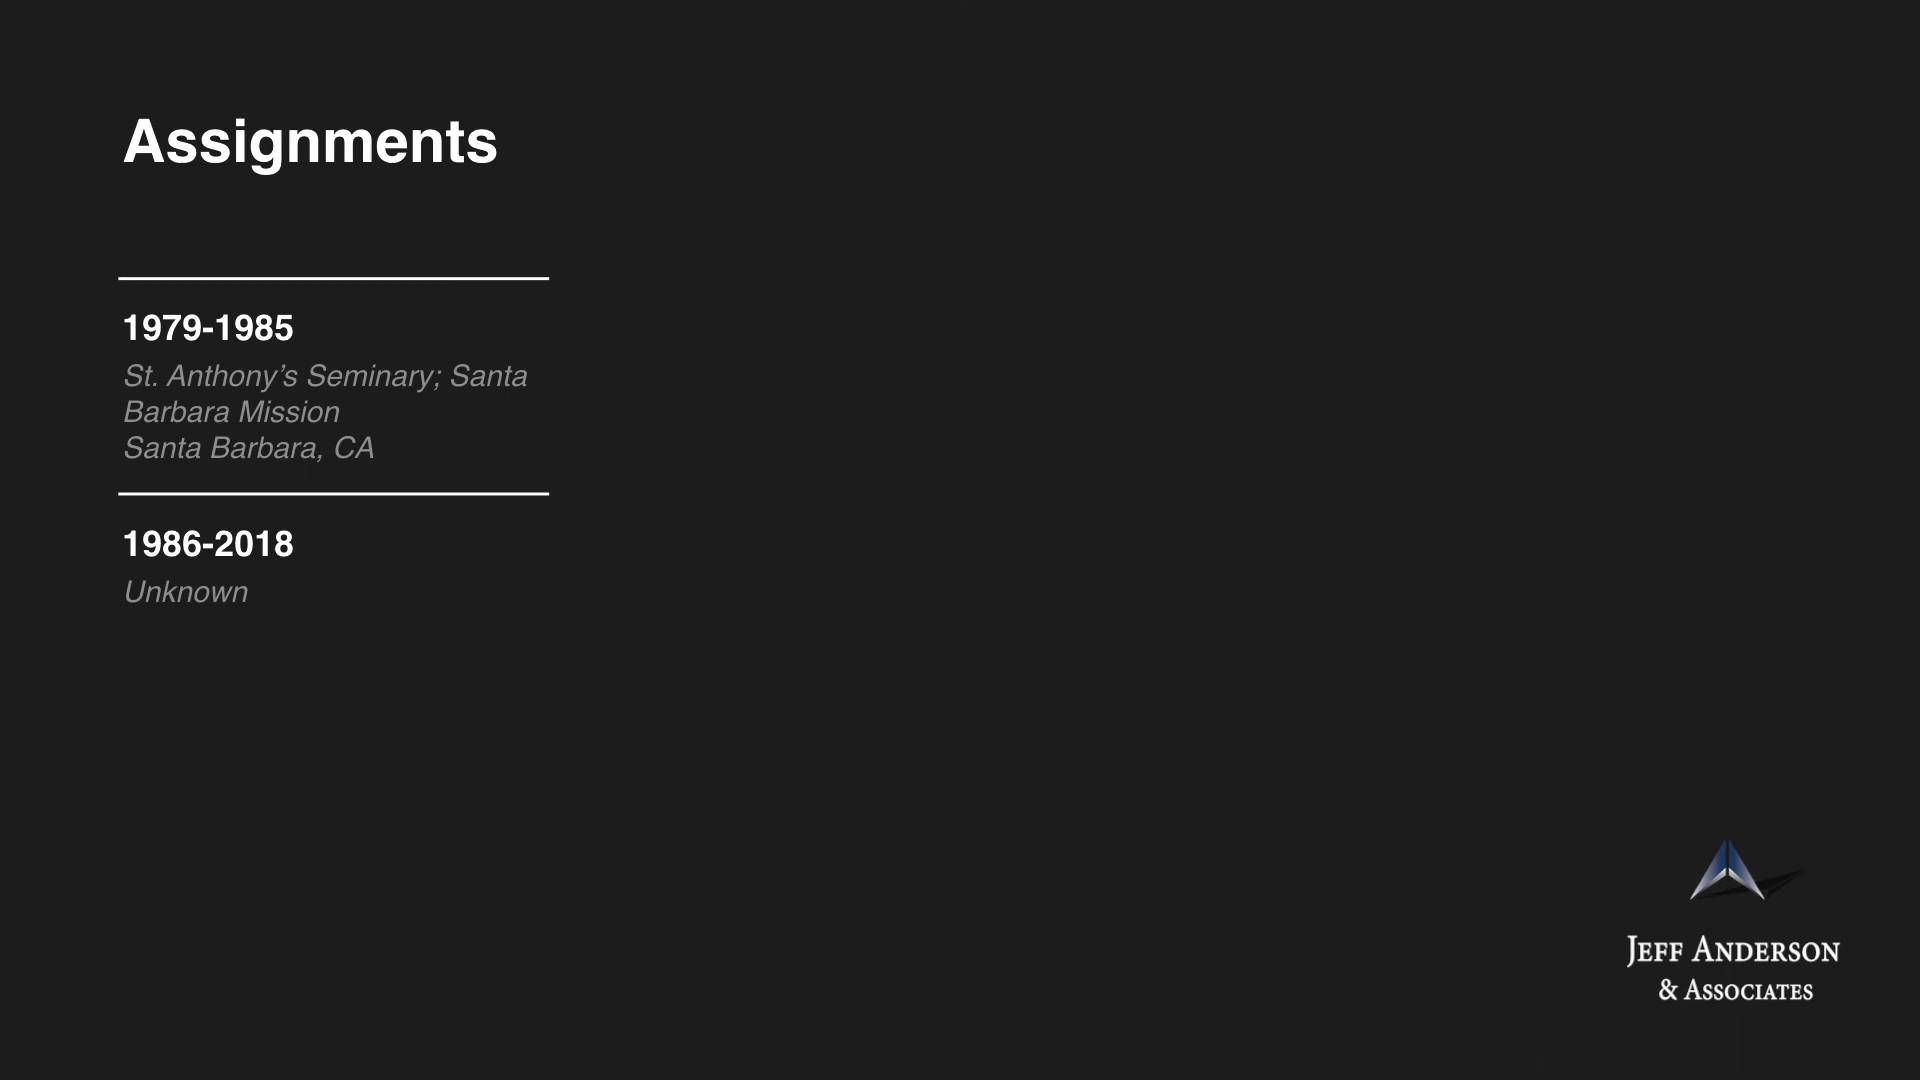 Assignments
1979-1985
St. Anthony’s Seminary; Santa
Barbara Mission
Santa Barbara, CA
1986-2018
Unknown
JEFF ANDERSON
& ASSOCIATES